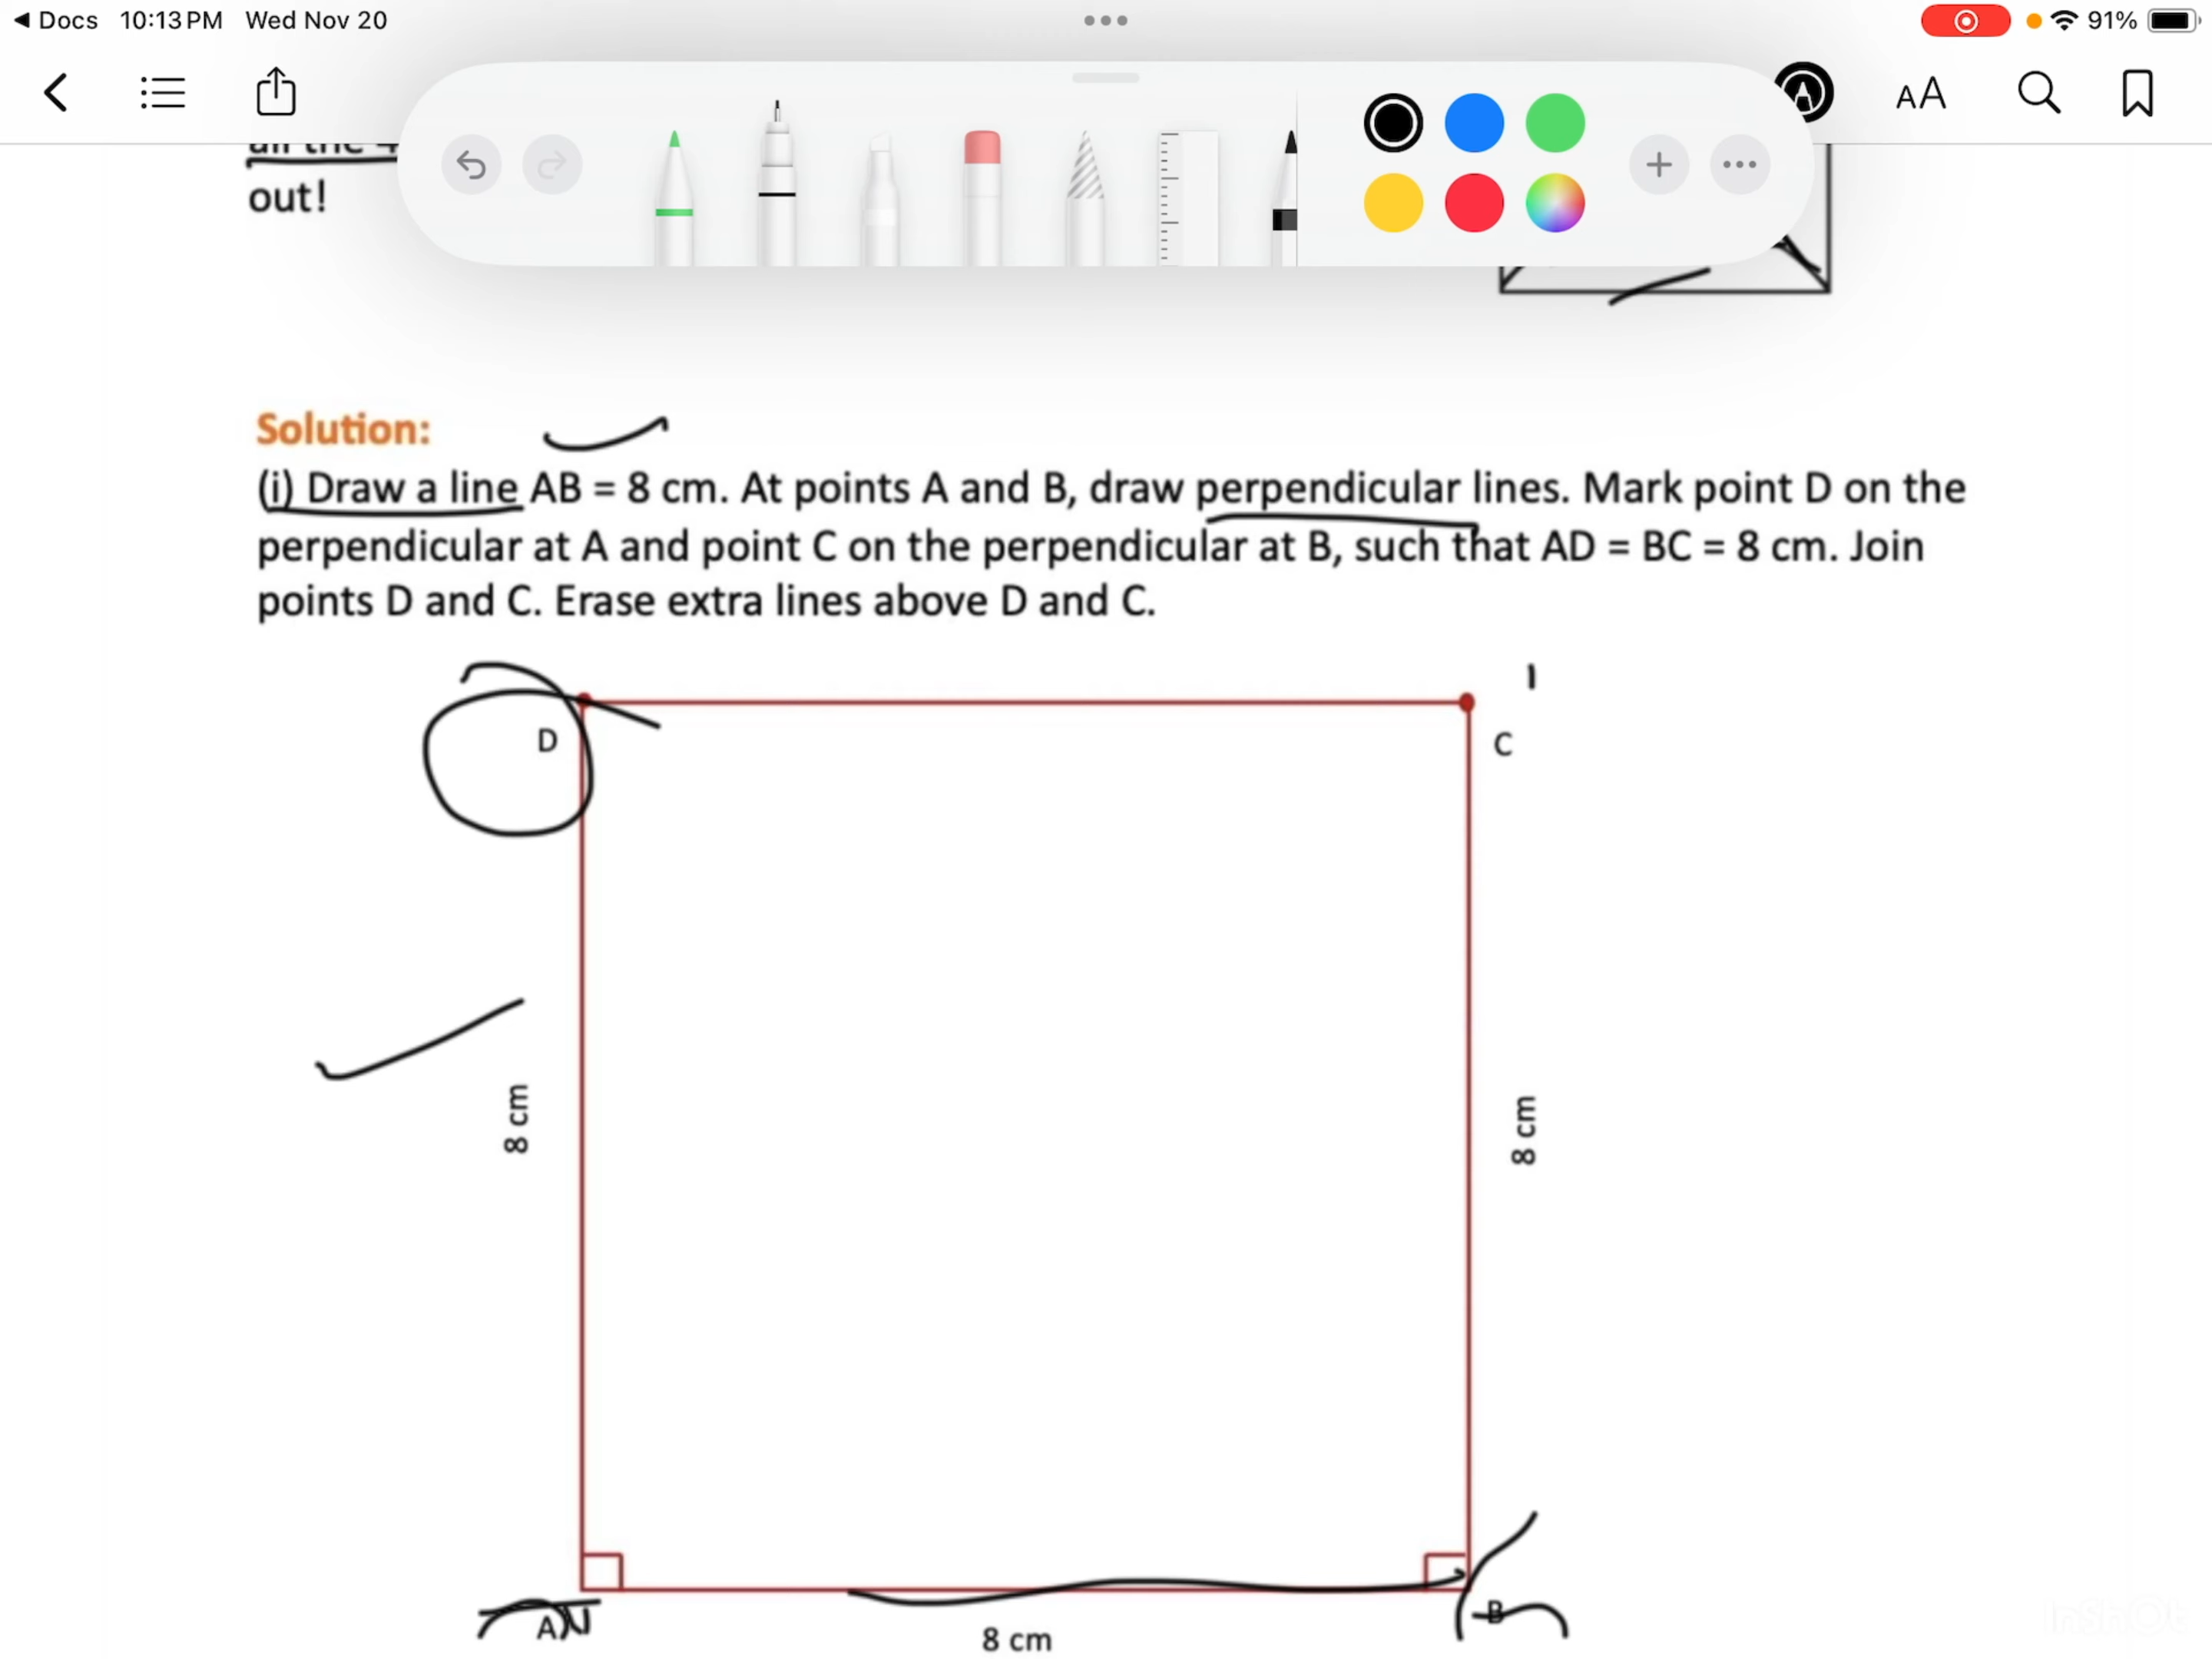 Docs 10:13 PM Wed Nov 20
91%
AA
out!
Solution:
(i) Draw a line AB = 8 cm. At points A and B, draw perpendicular lines. Mark point D on the
perpendicular at A and point C on the perpendicular at B, such that AD = BC = 8 cm. Join
points D and C. Erase extra lines above D and C.
D
C
8 cm
8 cm
A
B
8 cm
InShOt